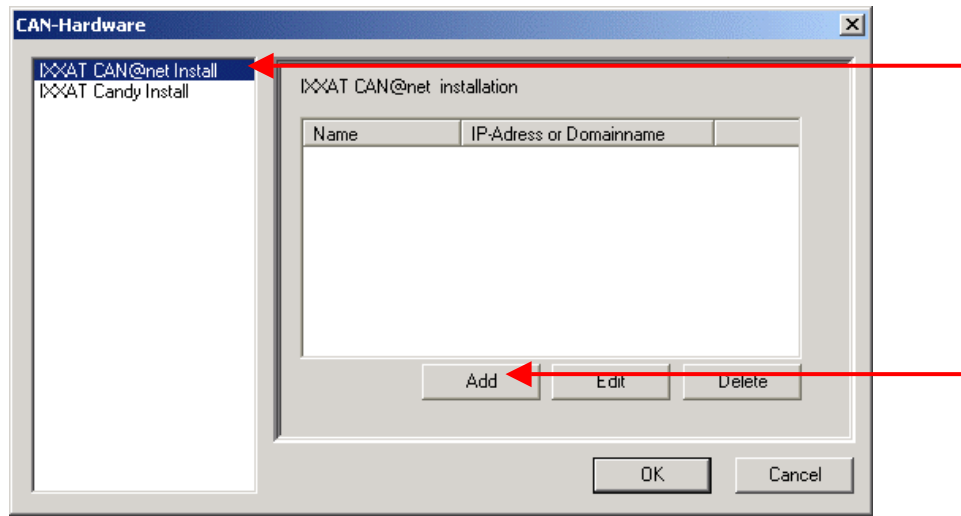 CAN-Hardware
IXXAT CAN@net Install
IXXAT Candy Install
IXXAT CAN@net installation
Name IP-Adress or Domainname
Add Edit Delete
OK Cancel